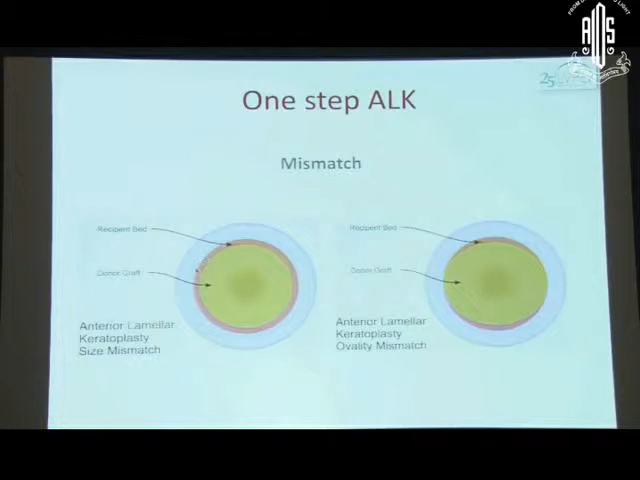 One step ALK
Mismatch
Recipient Bed
Donor Graft
Anterior Lamellar
Keratoplasty
Size Mismatch
Recipient Bed
Donor Graft
Anterior Lamellar
Keratoplasty
Ovality Mismatch
25